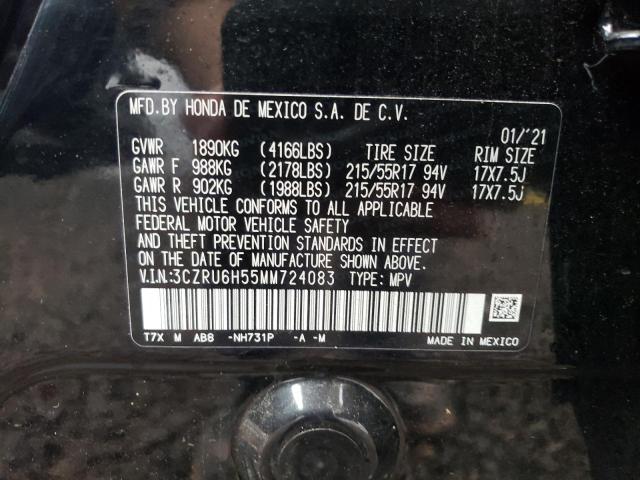 MFD.BY HONDA DE MEXICO S.A. DE C.V.
01/'21
GVWR 1890KG (4166LBS) TIRE SIZE RIM SIZE
GAWR F 988KG (2178LBS) 215/55R17 94V 17X7.5J
GAWR R 902KG (1988LBS) 215/55R17 94V 17X7.5J
THIS VEHICLE CONFORMS TO ALL APPLICABLE
FEDERAL MOTOR VEHICLE SAFETY
AND THEFT PREVENTION STANDARDS IN EFFECT
ON THE DATE OF MANUFACTURE SHOWN ABOVE.
V.I.N.:3CZRU6H55MM724083 TYPE: MPV
T7X M AB8 -NH731P -A -M MADE IN MEXICO